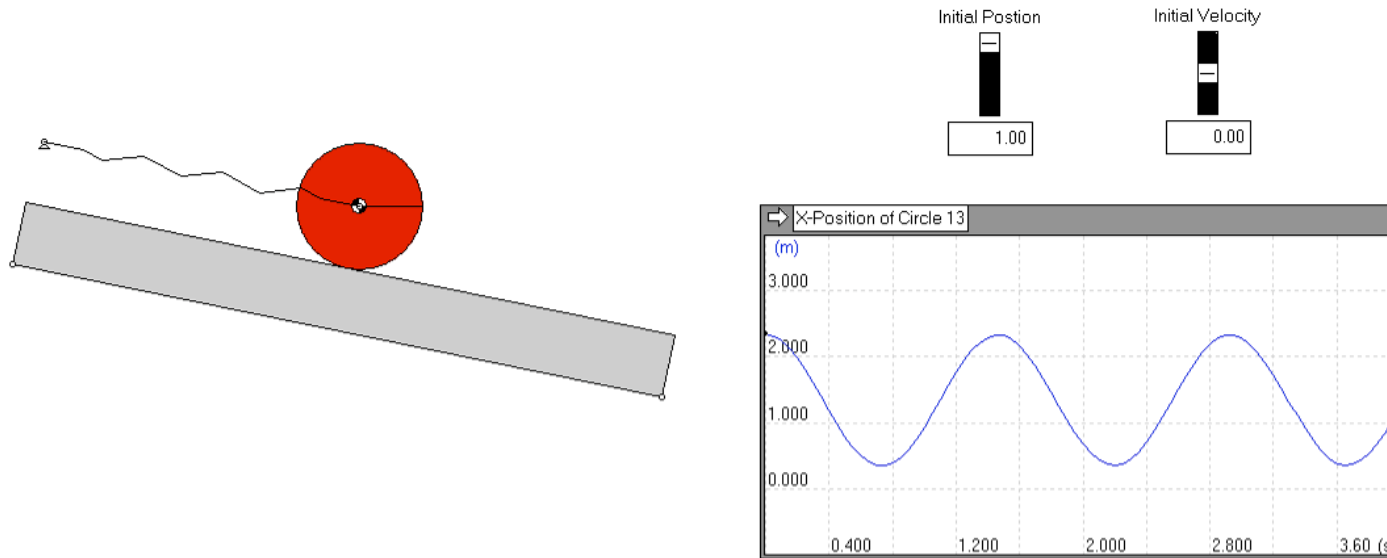 Initial Postion
Initial Velocity
1.00
0.00
X-Position of Circle 13
(m)
3.000
2.000
1.000
0.000
0.400
1.200
2.000
2.800
3.60 (s